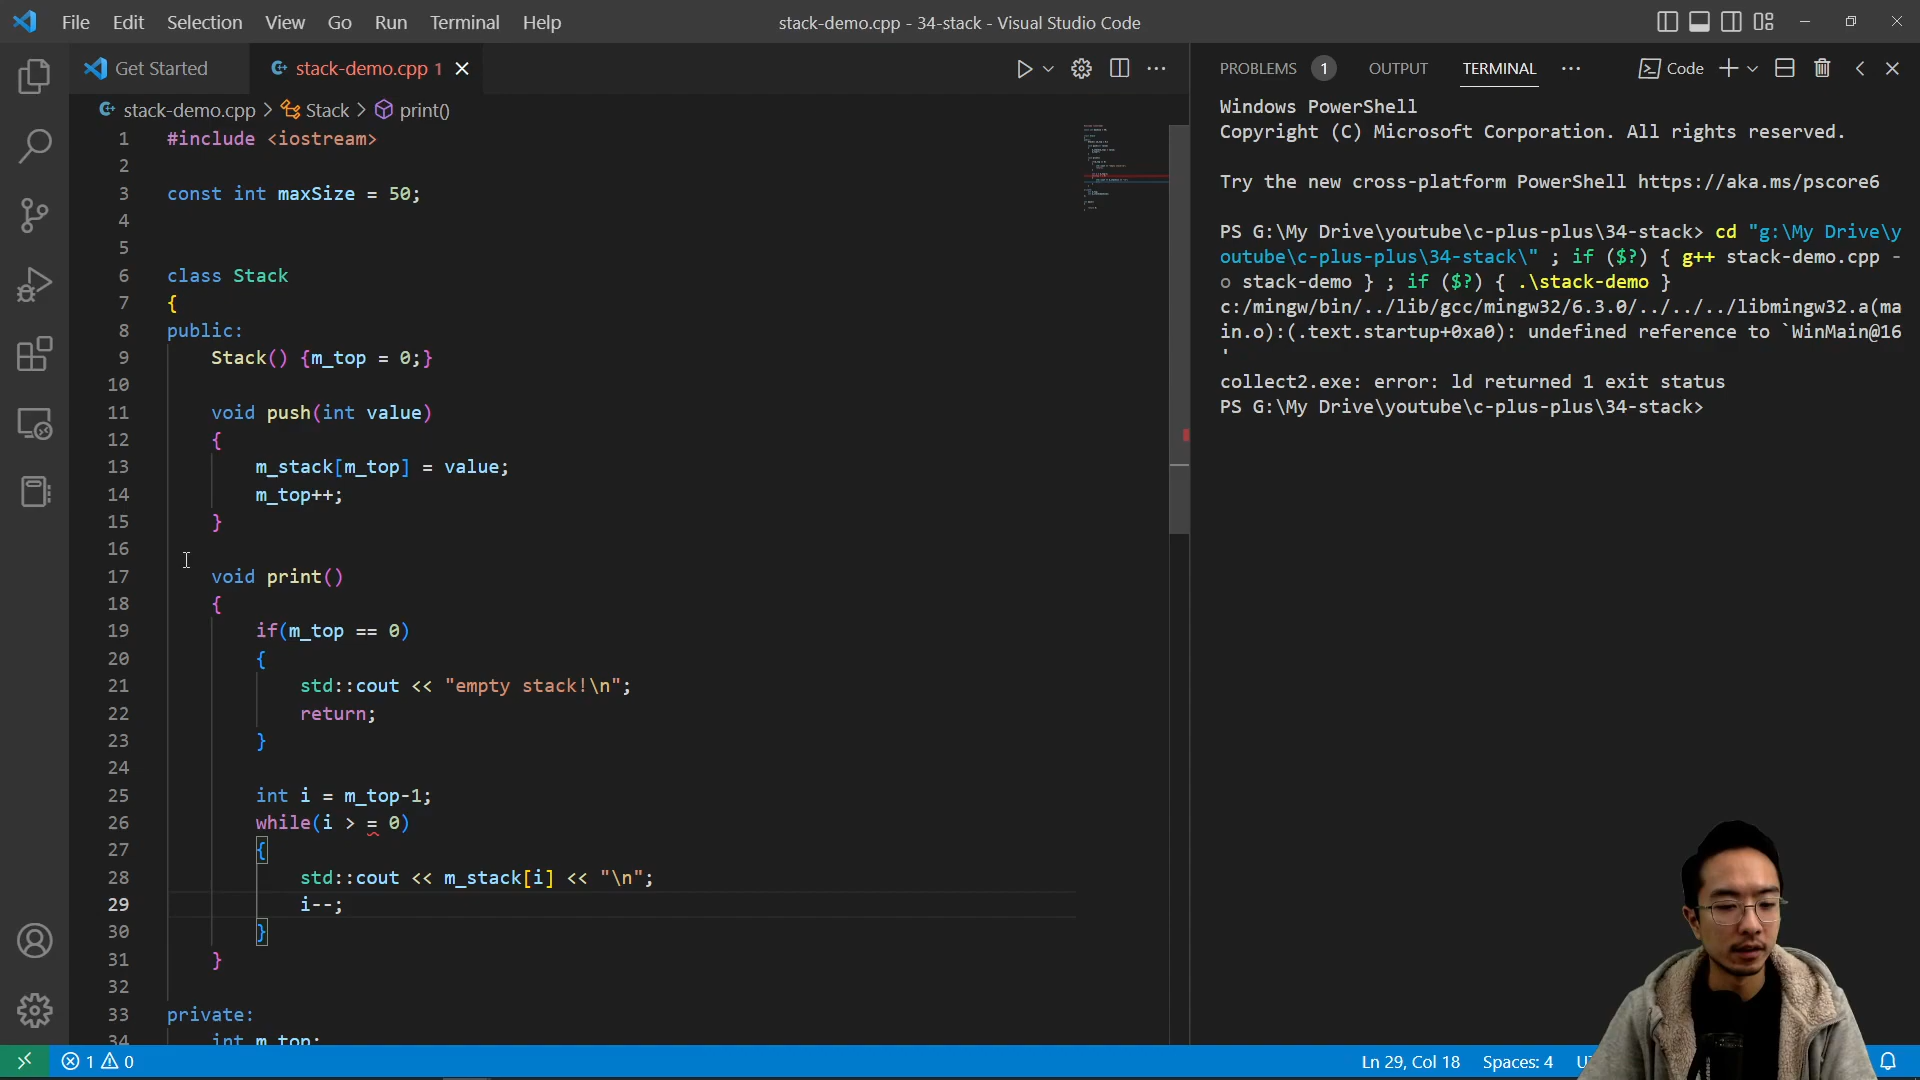 File Edit Selection View Go Run Terminal Help
stack-demo.cpp - 34-stack - Visual Studio Code
Get Started
stack-demo.cpp 1
stack-demo.cpp > Stack > print()
1 #include <iostream>
2
3 const int maxSize = 50;
4
5
6 class Stack
7 {
8 public:
9 Stack() {m_top = 0;}
10
11 void push(int value)
12 {
13 m_stack[m_top] = value;
14 m_top++;
15 }
16
17 void print()
18 {
19 if(m_top == 0)
20 {
21 std::cout << "empty stack!\n";
22 return;
23 }
24
25 int i = m_top-1;
26 while(i > = 0)
27 {
28 std::cout << m_stack[i] << "\n";
29 i--;
30 }
31 }
32
33 private:
34 int m_top;
PROBLEMS 1 OUTPUT TERMINAL
Code
Windows PowerShell
Copyright (C) Microsoft Corporation. All rights reserved.
Try the new cross-platform PowerShell https://aka.ms/pscore6
PS G:\My Drive\youtube\c-plus-plus\34-stack> cd "g:\My Drive\y
outube\c-plus-plus\34-stack\" ; if ($?) { g++ stack-demo.cpp -
o stack-demo } ; if ($?) { .\stack-demo }
c:/mingw/bin/../lib/gcc/mingw32/6.3.0/../../../libmingw32.a(ma
in.o):(.text.startup+0xa0): undefined reference to `WinMain@16
'
collect2.exe: error: ld returned 1 exit status
PS G:\My Drive\youtube\c-plus-plus\34-stack>
1 0
Ln 29, Col 18
Spaces: 4